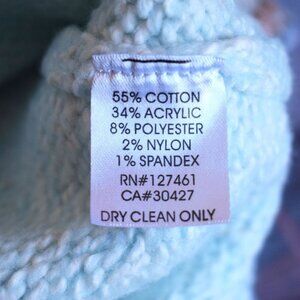 55% COTTON
34% ACRYLIC
8% POLYESTER
2% NYLON
1% SPANDEX
RN#127461
CA#30427
DRY CLEAN ONLY